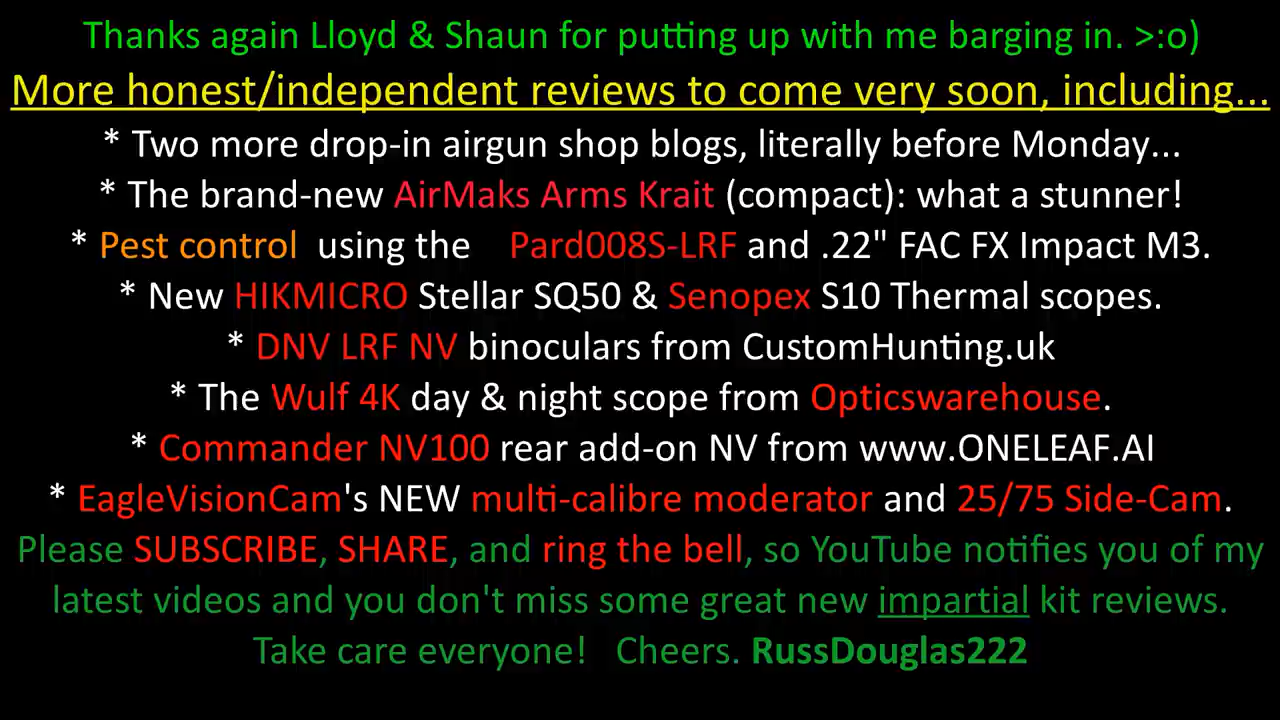 Thanks again Lloyd & Shaun for putting up with me barging in. >:o)
More honest/independent reviews to come very soon, including...
* Two more drop-in airgun shop blogs, literally before Monday...
* The brand-new AirMaks Arms Krait (compact): what a stunner!
* Pest control using the Pard008S-LRF and .22" FAC FX Impact M3.
* New HIKMICRO Stellar SQ50 & Senopex S10 Thermal scopes.
* DNV LRF NV binoculars from CustomHunting.uk
* The Wulf 4K day & night scope from Opticswarehouse.
* Commander NV100 rear add-on NV from www.ONELEAF.AI
* EagleVisionCam's NEW multi-calibre moderator and 25/75 Side-Cam.
Please SUBSCRIBE, SHARE, and ring the bell, so YouTube notifies you of my
latest videos and you don't miss some great new impartial kit reviews.
Take care everyone! Cheers. RussDouglas222